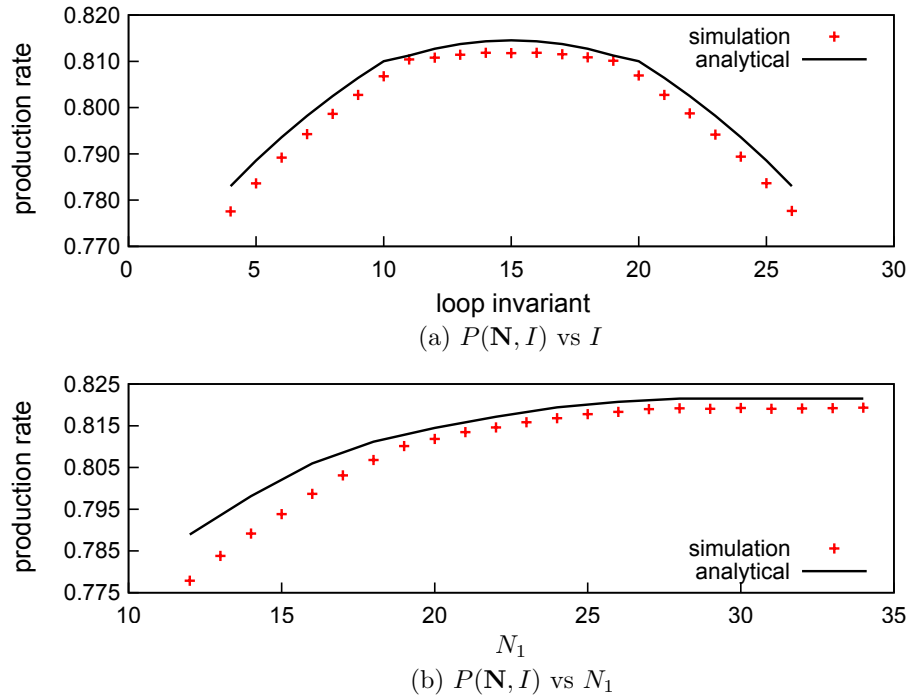 0.820
0.810
0.800
0.790
0.780
0.770
production rate
simulation
analytical
0 5 10 15 20 25 30
loop invariant
(a) P(N, I) vs I
0.825
0.815
0.805
0.795
0.785
0.775
production rate
simulation
analytical
10 15 20 25 30 35
N₁
(b) P(N, I) vs N₁